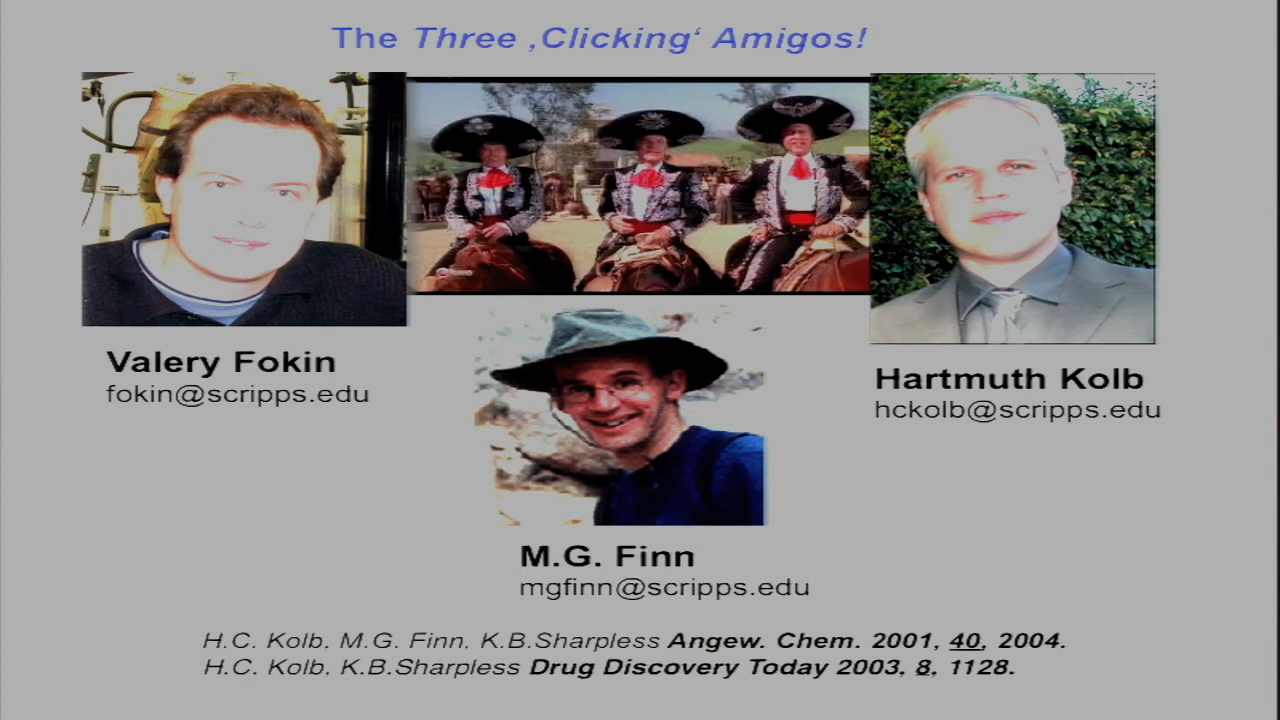 The Three ‚Clicking‘ Amigos!
Valery Fokin
fokin@scripps.edu
Hartmuth Kolb
hckolb@scripps.edu
M.G. Finn
mgfinn@scripps.edu
H.C. Kolb, M.G. Finn, K.B.Sharpless Angew. Chem. 2001, 40, 2004.
H.C. Kolb, K.B.Sharpless Drug Discovery Today 2003, 8, 1128.